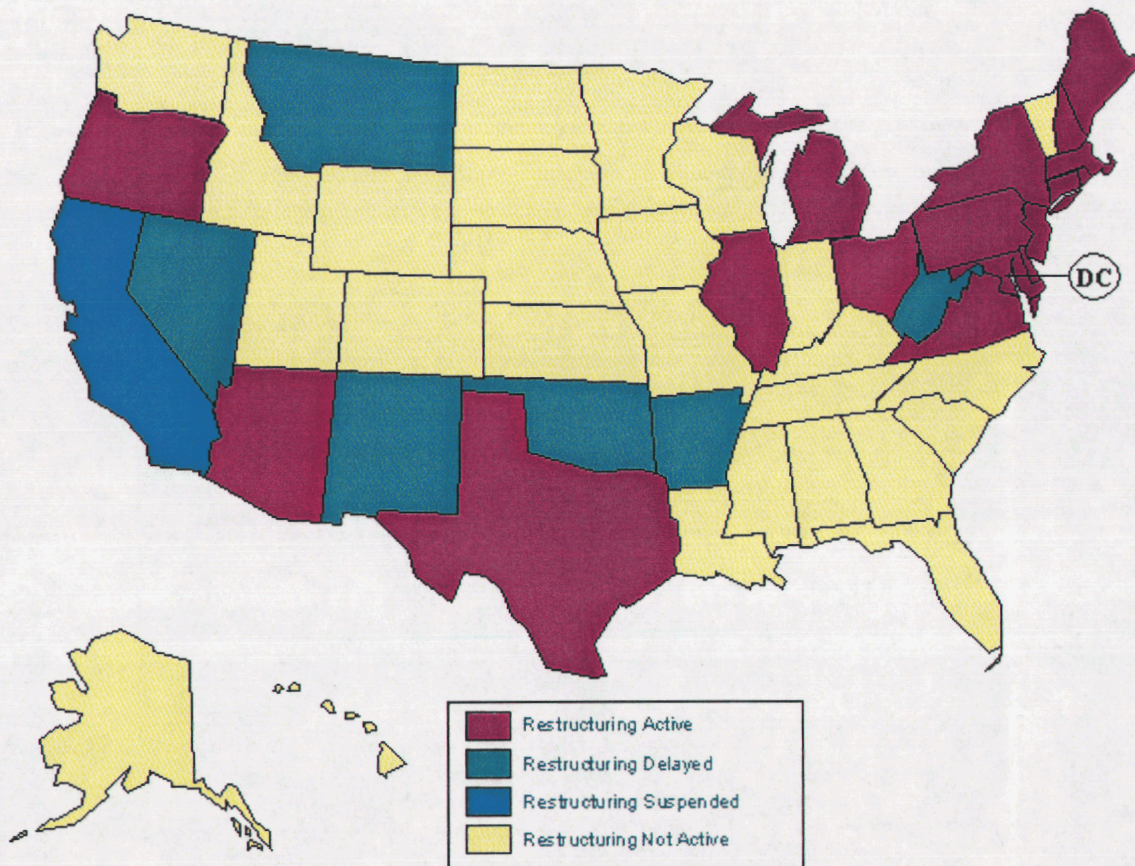 DC
Restructuring Active
Restructuring Delayed
Restructuring Suspended
Restructuring Not Active